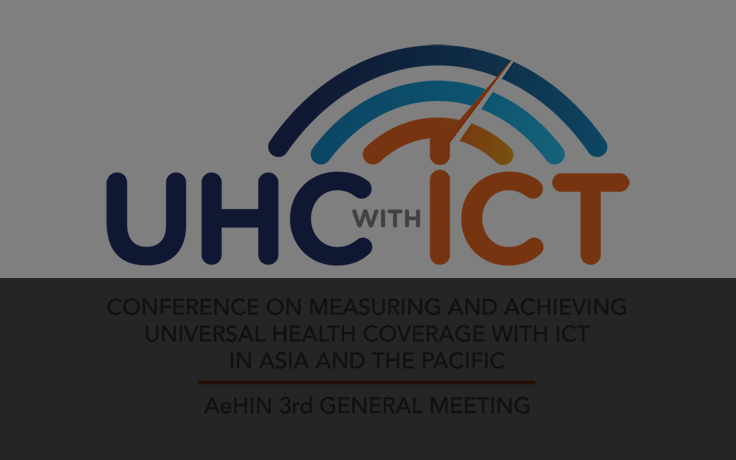 UHC WITH ICT
CONFERENCE ON MEASURING AND ACHIEVING
UNIVERSAL HEALTH COVERAGE WITH ICT
IN ASIA AND THE PACIFIC
AeHIN 3rd GENERAL MEETING